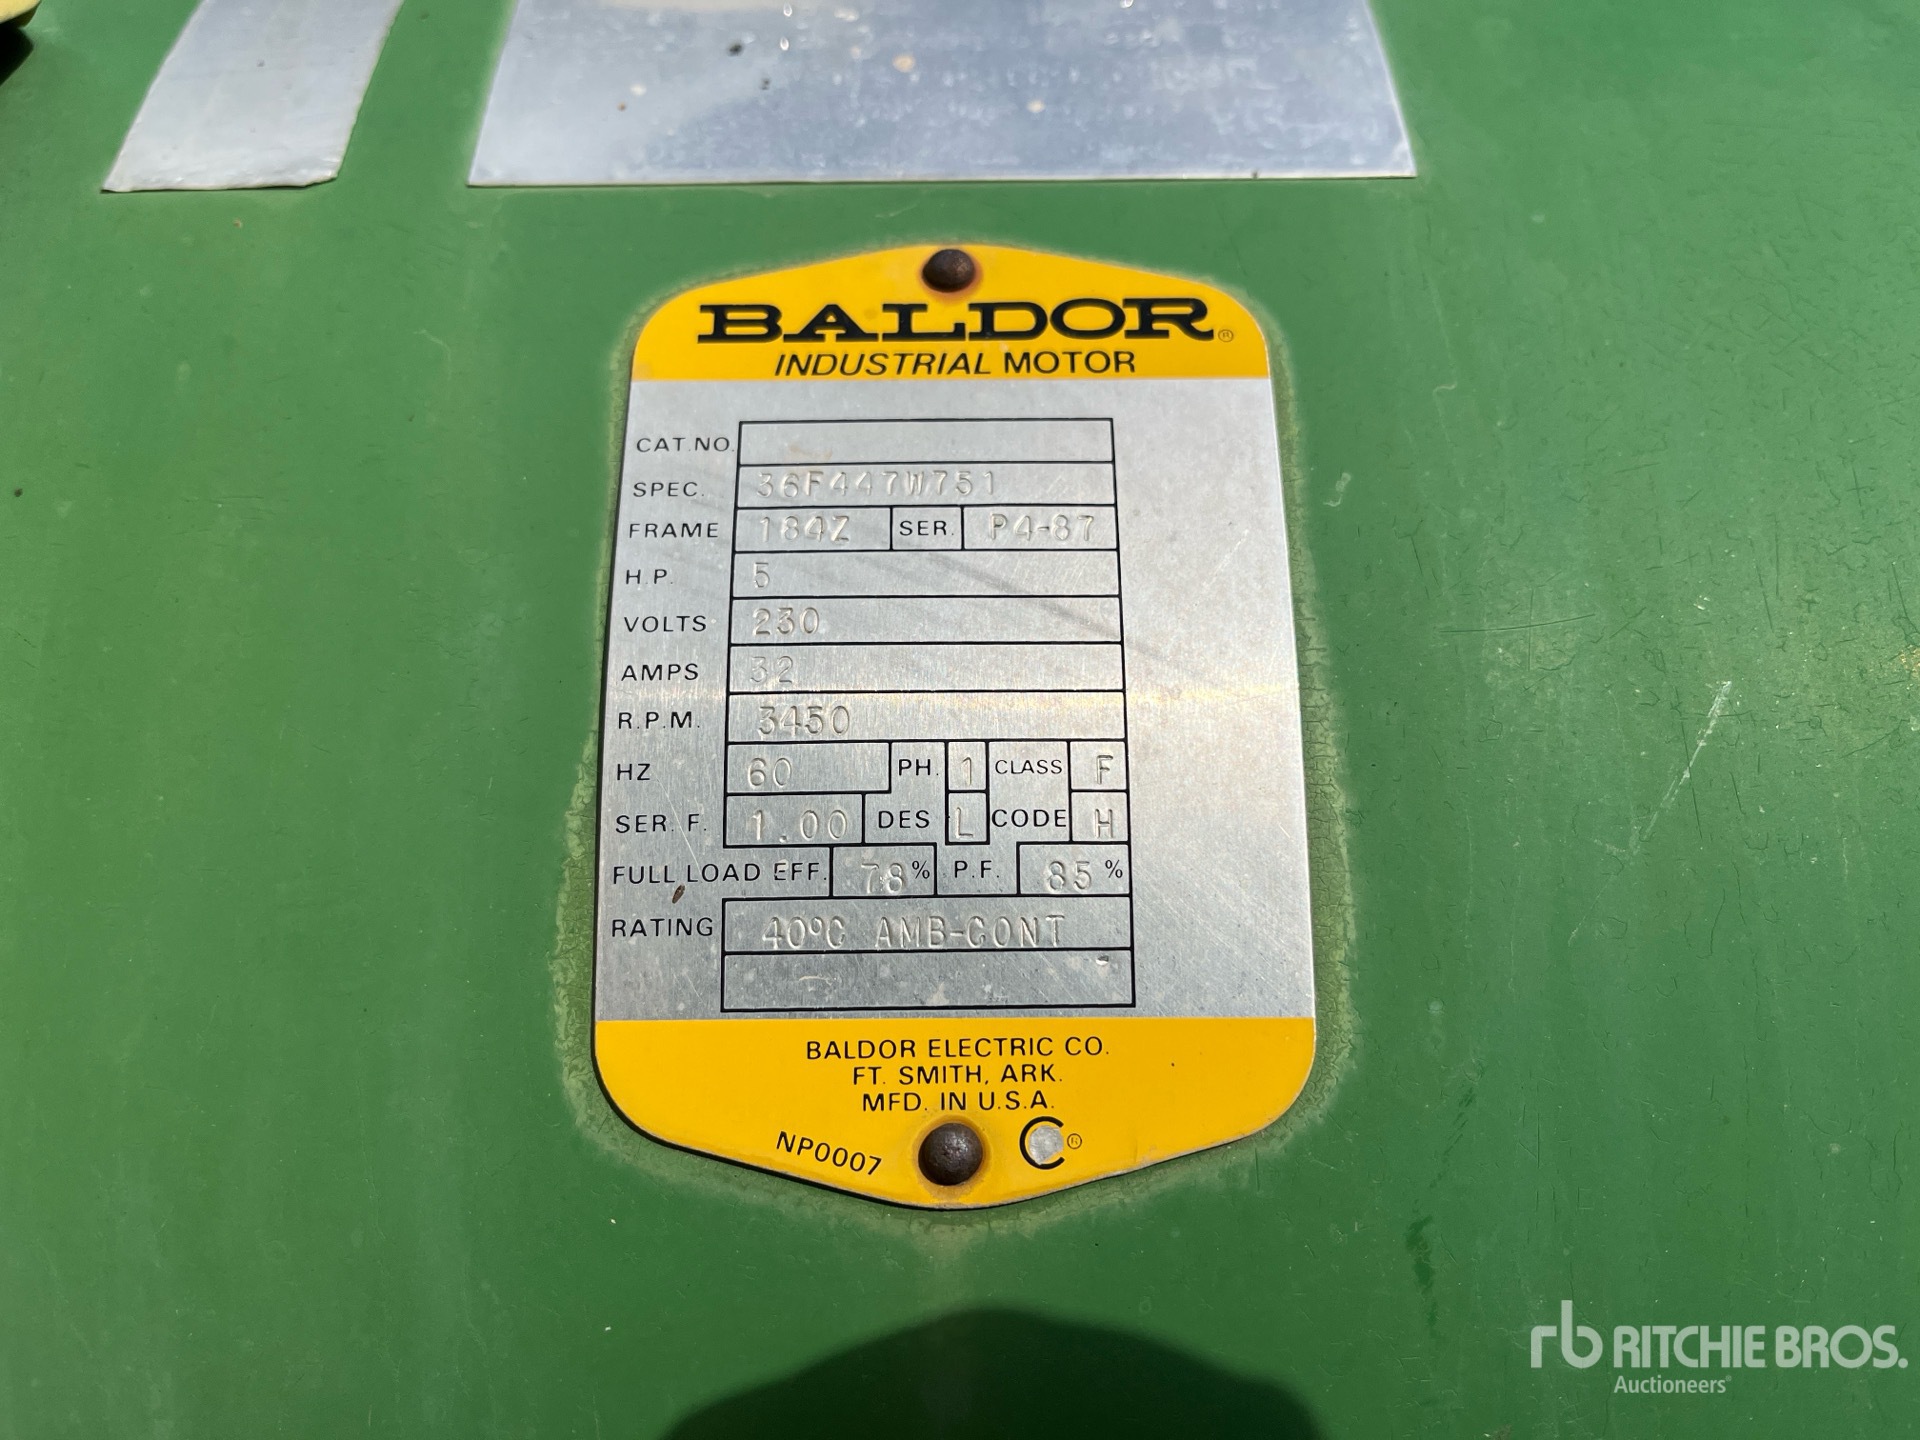 BALDOR®
INDUSTRIAL MOTOR
CAT.NO.
SPEC. 36F447W751
FRAME 184Z SER. P4-87
H.P. 5
VOLTS 230
AMPS 32
R.P.M. 3450
HZ 60 PH. 1 CLASS F
SER. F. 1.00 DES L CODE H
FULL LOAD EFF. 78% P.F. 85%
RATING 40°C AMB-CONT
BALDOR ELECTRIC CO.
FT. SMITH, ARK.
MFD. IN U.S.A.
NP0007 ®
rb RITCHIE BROS.
Auctioneers